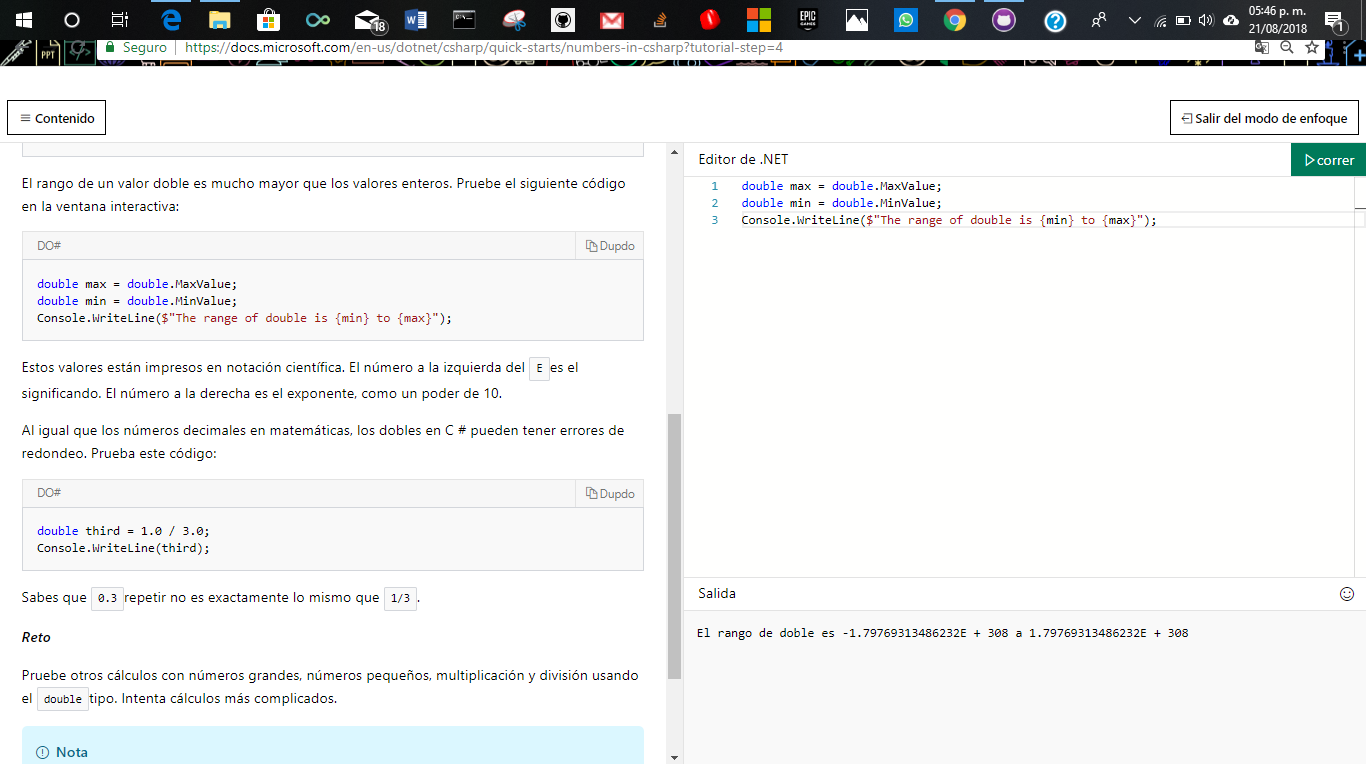 18
EPIC
GAMES
05:46 p. m.
21/08/2018
1
PPT
Seguro
https://docs.microsoft.com/en-us/dotnet/csharp/quick-starts/numbers-in-csharp?tutorial-step=4
Contenido
Salir del modo de enfoque
El rango de un valor doble es mucho mayor que los valores enteros. Pruebe el siguiente código
en la ventana interactiva:
DO#
Dupdo
double max = double.MaxValue;
double min = double.MinValue;
Console.WriteLine($"The range of double is {min} to {max}");
Estos valores están impresos en notación científica. El número a la izquierda del E es el
significando. El número a la derecha es el exponente, como un poder de 10.
Al igual que los números decimales en matemáticas, los dobles en C # pueden tener errores de
redondeo. Prueba este código:
DO#
Dupdo
double third = 1.0 / 3.0;
Console.WriteLine(third);
Sabes que 0.3 repetir no es exactamente lo mismo que 1/3 .
Reto
Pruebe otros cálculos con números grandes, números pequeños, multiplicación y división usando
el double tipo. Intenta cálculos más complicados.
Nota
Editor de .NET
correr
1 double max = double.MaxValue;
2 double min = double.MinValue;
3 Console.WriteLine($"The range of double is {min} to {max}");
Salida
El rango de doble es -1.79769313486232E + 308 a 1.79769313486232E + 308